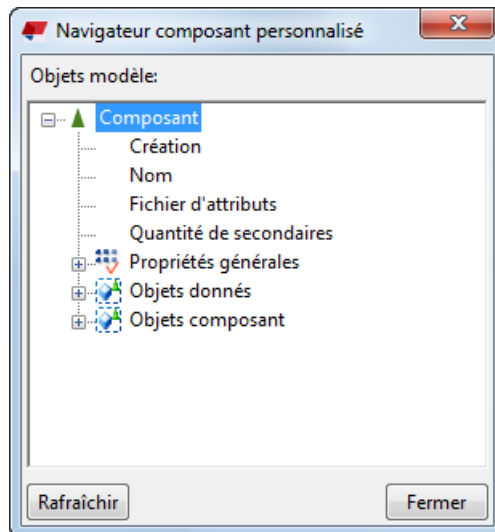 Navigateur composant personnalisé
Objets modèle:
Composant
Création
Nom
Fichier d'attributs
Quantité de secondaires
Propriétés générales
Objets donnés
Objets composant
Rafraîchir
Fermer